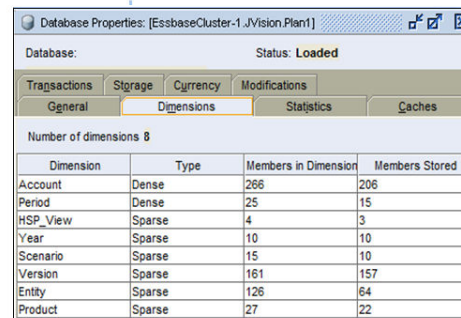 Database Properties: [EssbaseCluster-1.JVision.Plan1]
Database: Status: Loaded
Transactions Storage Currency Modifications
General Dimensions Statistics Caches
Number of dimensions 8
Dimension Type Members in Dimension Members Stored
Account Dense 266 206
Period Dense 25 15
HSP_View Sparse 4 3
Year Sparse 10 10
Scenario Sparse 15 10
Version Sparse 161 157
Entity Sparse 126 64
Product Sparse 27 22